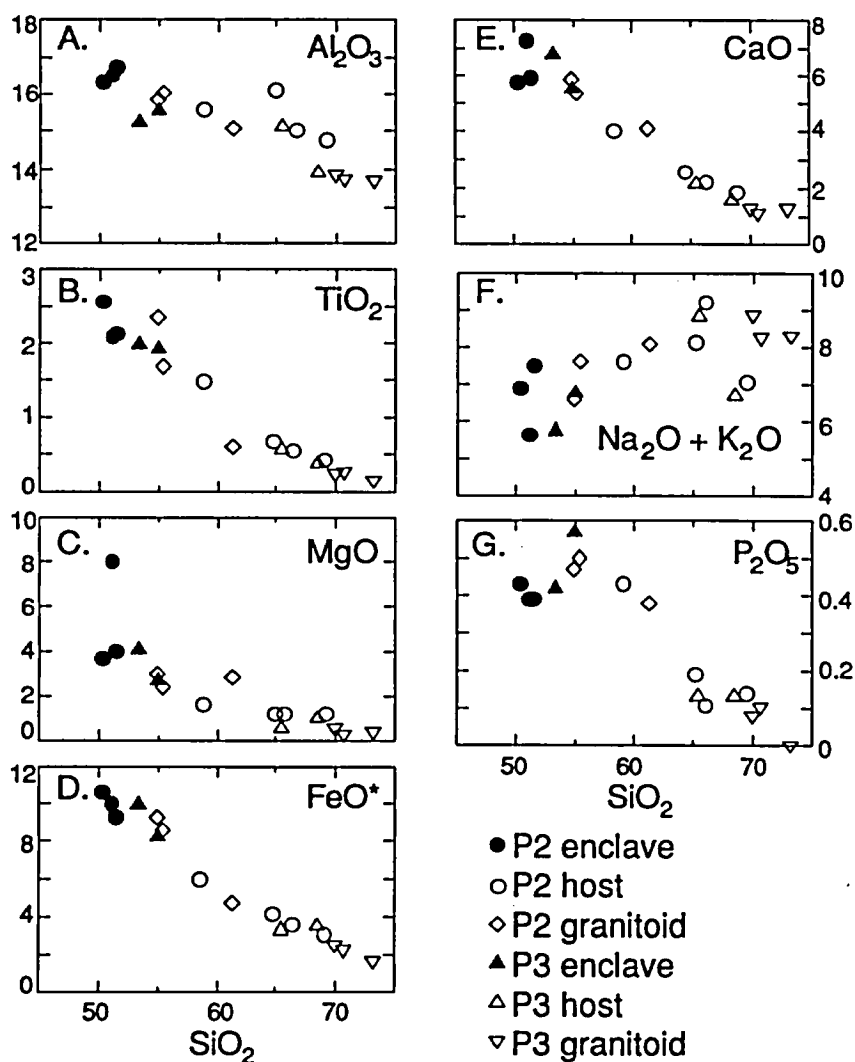 A. Al₂O₃
18
17
16
15
14
13
12
B. TiO₂
3
2
1
0
C. MgO
10
8
6
4
2
0
D. FeO*
12
8
4
0
50 60 70
SiO₂
E. CaO
8
6
4
2
0
F.
10
8
6
4
Na₂O + K₂O
G. P₂O₅
0.6
0.4
0.2
0
50 60 70
SiO₂
P2 enclave
P2 host
P2 granitoid
P3 enclave
P3 host
P3 granitoid